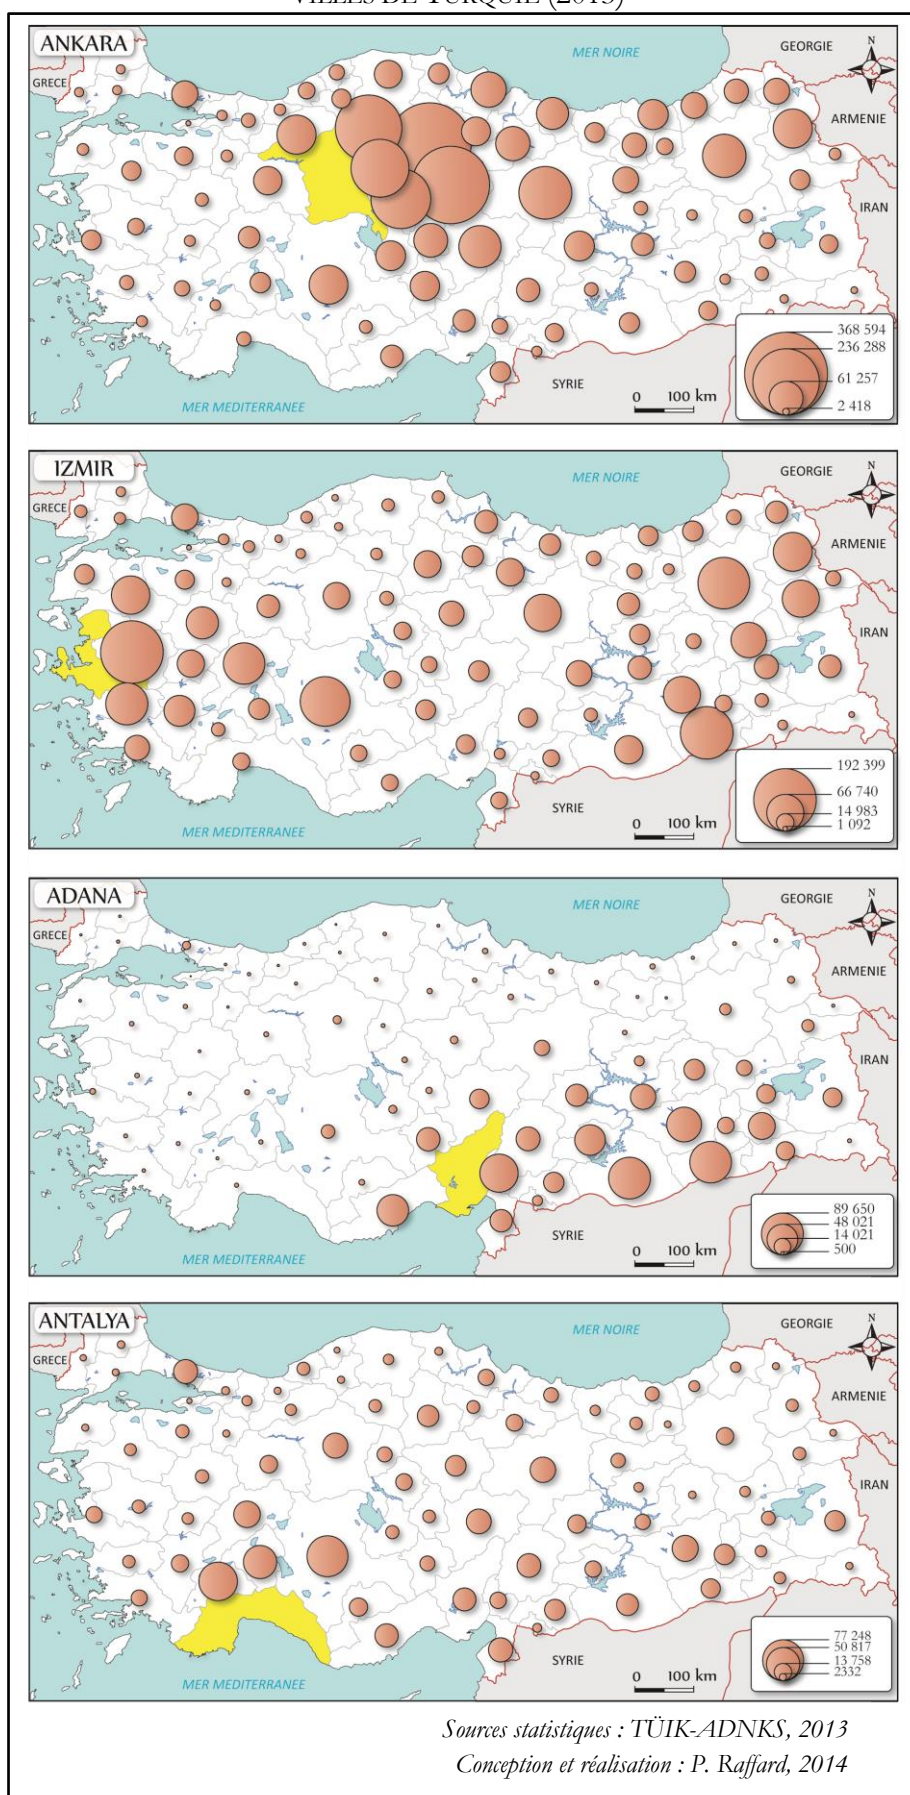 VILLES DE TURQUIE (2013)
ANKARA
MER NOIRE
GEORGIE
N
GRECE
ARMENIE
IRAN
368 594
236 288
61 257
2 418
SYRIE
0 100 km
MER MEDITERRANEE
IZMIR
MER NOIRE
GEORGIE
N
GRECE
ARMENIE
IRAN
192 399
66 740
14 983
1 092
SYRIE
0 100 km
MER MEDITERRANEE
ADANA
MER NOIRE
GEORGIE
N
GRECE
ARMENIE
IRAN
89 650
48 021
14 021
500
SYRIE
0 100 km
MER MEDITERRANEE
ANTALYA
MER NOIRE
GEORGIE
N
GRECE
ARMENIE
IRAN
77 248
50 817
13 758
2332
SYRIE
0 100 km
MER MEDITERRANEE
Sources statistiques : TÜIK-ADNKS, 2013
Conception et réalisation : P. Raffard, 2014